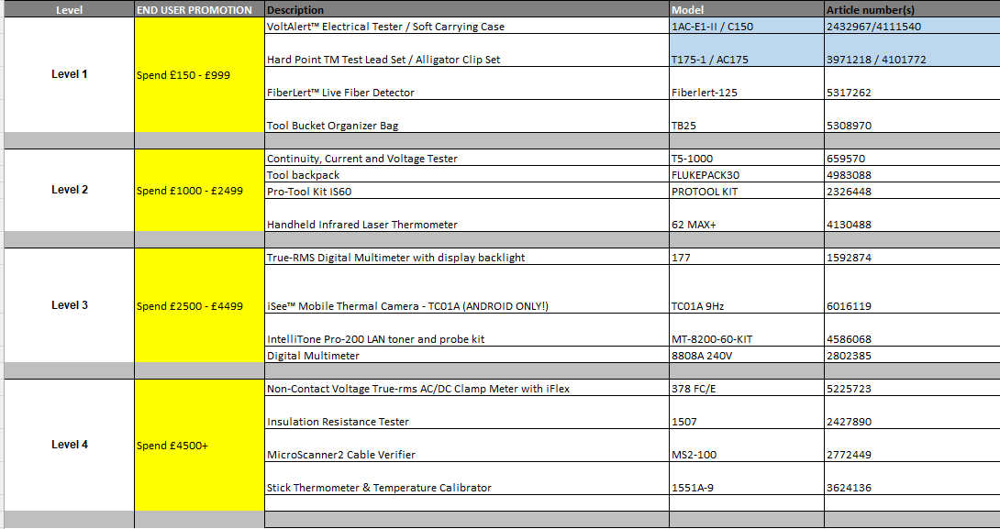 Level END USER PROMOTION Description Model Article number(s)
VoltAlert™ Electrical Tester / Soft Carrying Case 1AC-E1-II / C150 2432967/4111540
Hard Point TM Test Lead Set / Alligator Clip Set T175-1 / AC175 3971218 / 4101772
Level 1 Spend £150 - £999
FiberLert™ Live Fiber Detector Fiberlert-125 5317262
Tool Bucket Organizer Bag TB25 5308970
Continuity, Current and Voltage Tester T5-1000 659570
Tool backpack FLUKEPACK30 4983088
Level 2 Spend £1000 - £2499 Pro-Tool Kit IS60 PROTOOL KIT 2326448
Handheld Infrared Laser Thermometer 62 MAX+ 4130488
True-RMS Digital Multimeter with display backlight 177 1592874
Level 3 Spend £2500 - £4499 iSee™ Mobile Thermal Camera - TC01A (ANDROID ONLY!) TC01A 9Hz 6016119
IntelliTone Pro-200 LAN toner and probe kit MT-8200-60-KIT 4586068
Digital Multimeter 8808A 240V 2802385
Non-Contact Voltage True-rms AC/DC Clamp Meter with iFlex 378 FC/E 5225723
Insulation Resistance Tester 1507 2427890
Level 4 Spend £4500+
MicroScanner2 Cable Verifier MS2-100 2772449
Stick Thermometer & Temperature Calibrator 1551A-9 3624136